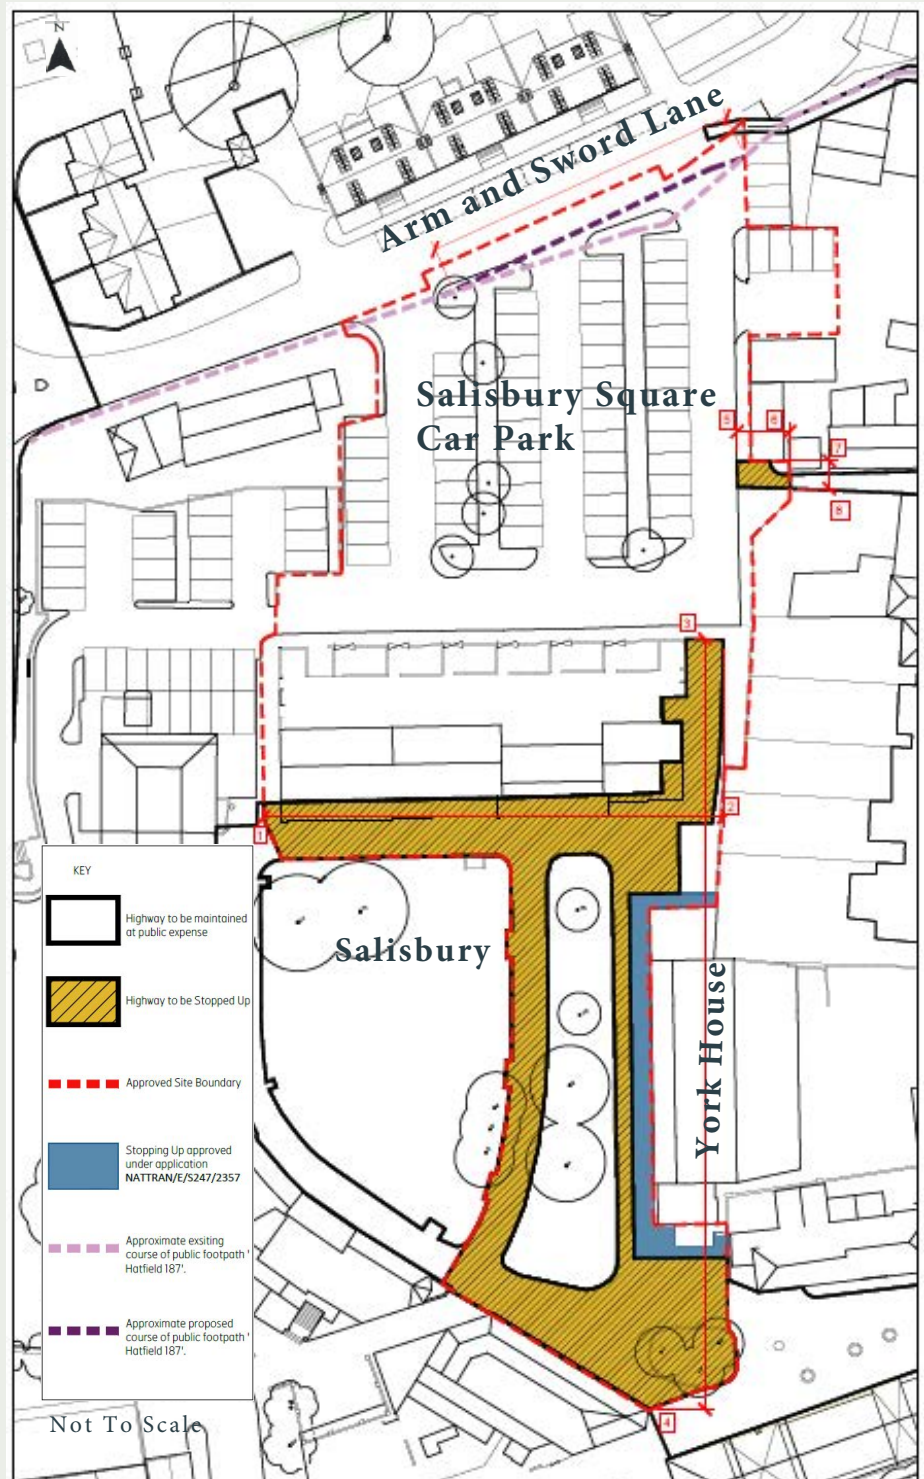 N
Arm and Sword Lane
D
Salisbury Square
Car Park
5
6
7
8
3
2
1
KEY
Highway to be maintained
at public expense
Highway to be Stopped Up
Approved Site Boundary
Stopping Up approved
under application
NATTRAN/E/S247/2357
Approximate exsiting
course of public footpath '
Hatfield 187'.
Approximate proposed
course of public footpath '
Hatfield 187'.
Salisbury
York House
4
Not To Scale